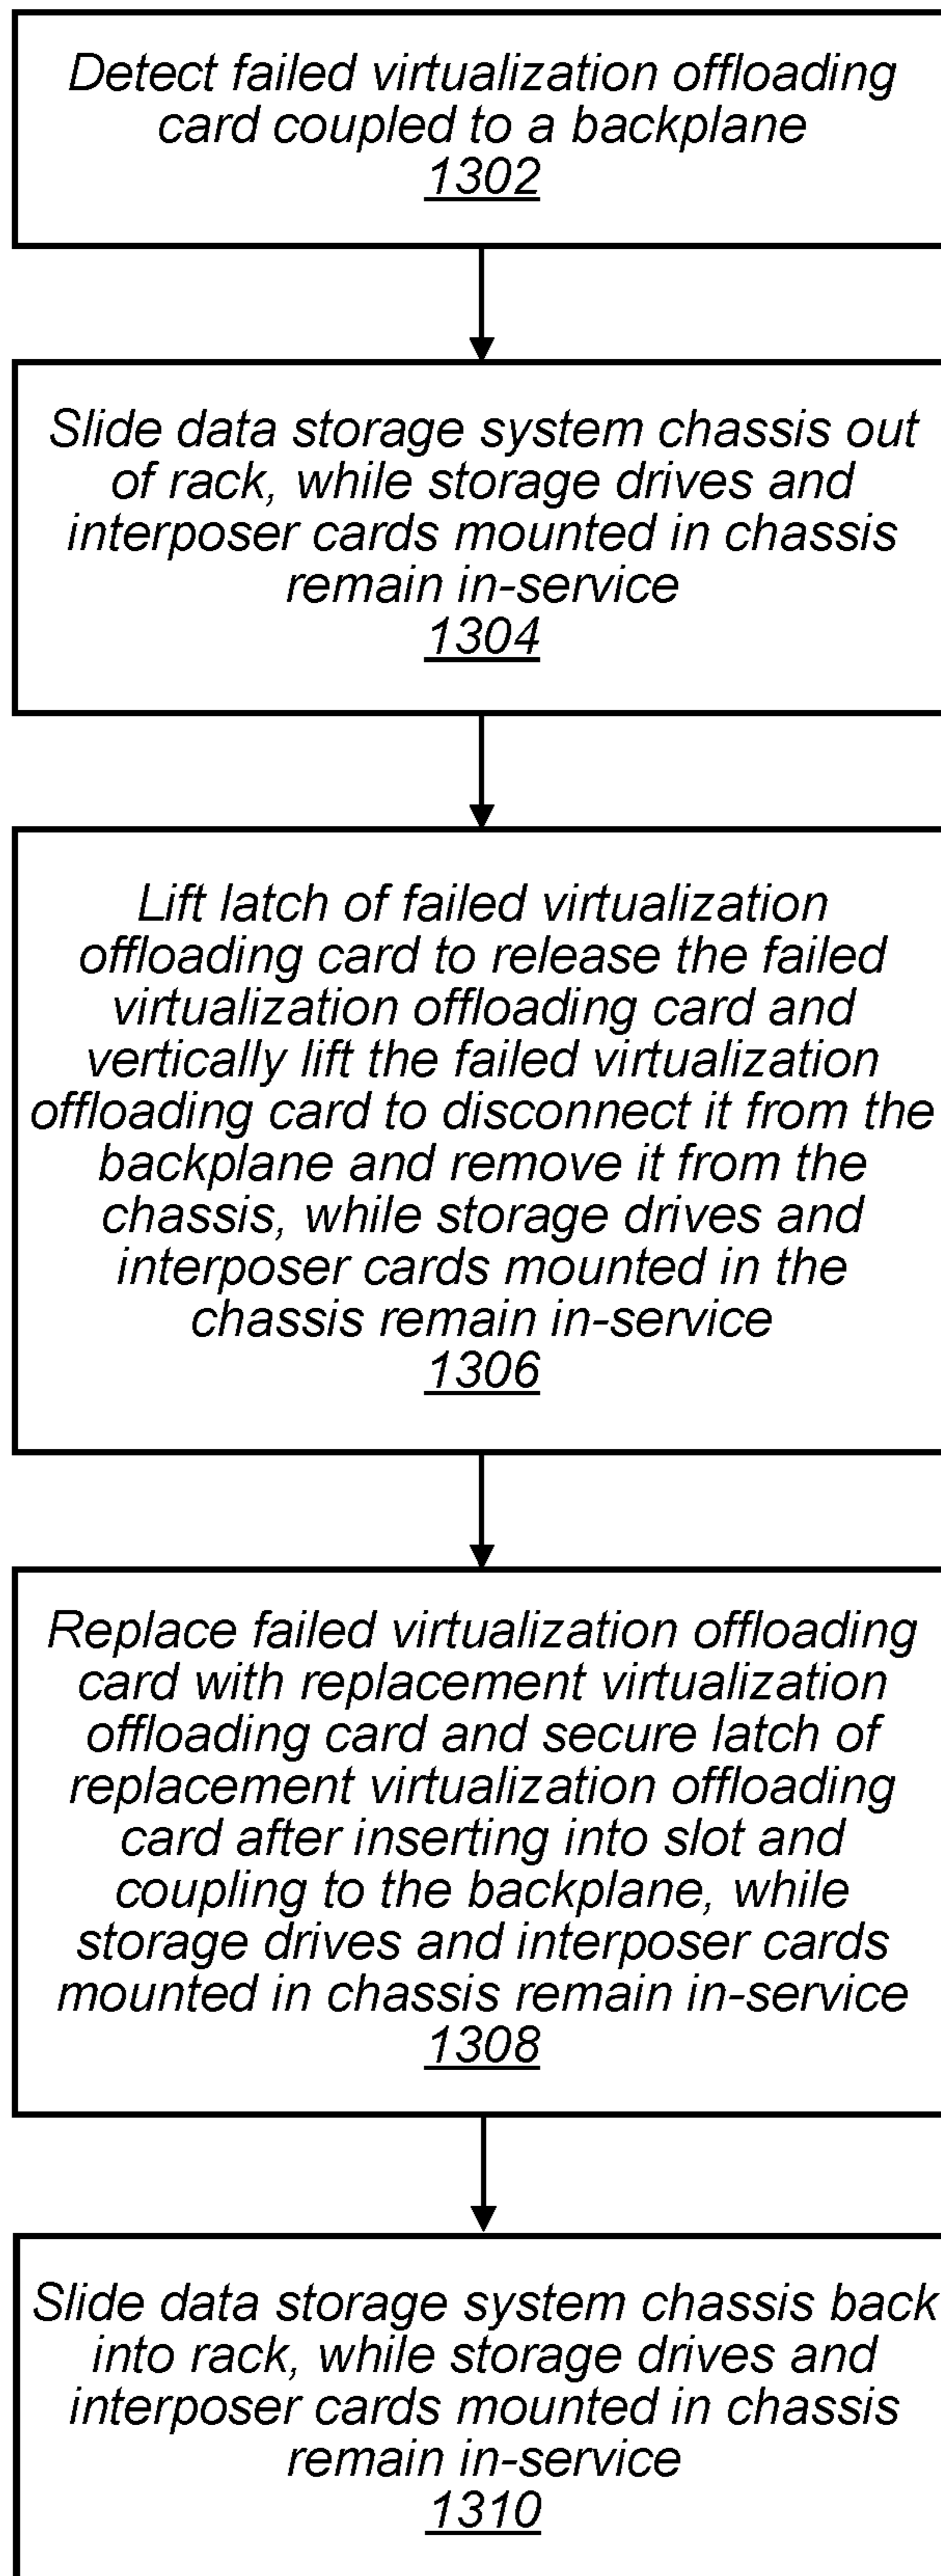 Detect failed virtualization offloading
card coupled to a backplane
1302
Slide data storage system chassis out
of rack, while storage drives and
interposer cards mounted in chassis
remain in-service
1304
Lift latch of failed virtualization
offloading card to release the failed
virtualization offloading card and
vertically lift the failed virtualization
offloading card to disconnect it from the
backplane and remove it from the
chassis, while storage drives and
interposer cards mounted in the
chassis remain in-service
1306
Replace failed virtualization offloading
card with replacement virtualization
offloading card and secure latch of
replacement virtualization offloading
card after inserting into slot and
coupling to the backplane, while
storage drives and interposer cards
mounted in chassis remain in-service
1308
Slide data storage system chassis back
into rack, while storage drives and
interposer cards mounted in chassis
remain in-service
1310